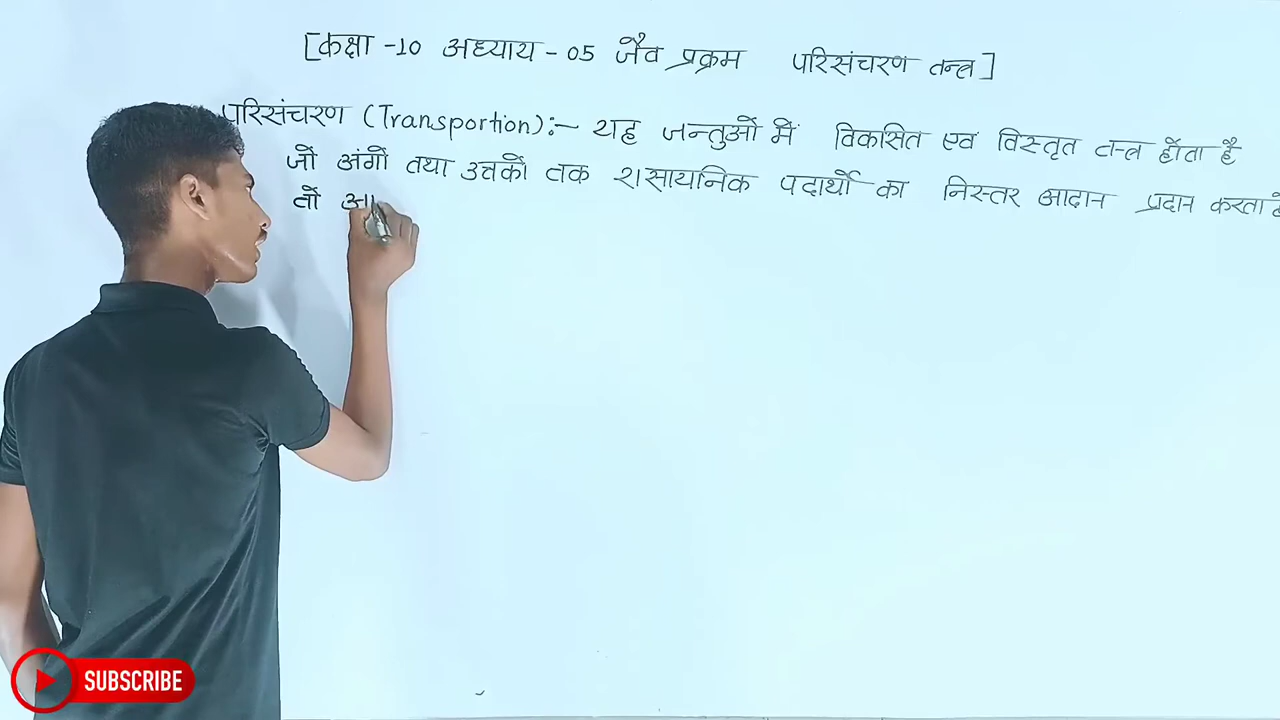 [कक्षा -10 अध्याय - 05 जैव प्रक्रम परिसंचरण तन्त्र]
परिसंचरण (Transportion):- यह जन्तुओं में विकसित एवं विस्तृत तन्त्र होता है
जो अंगों तथा उत्तकों तक रासायनिक पदार्थों का निरन्तर आदान प्रदान करता है
तो आ
SUBSCRIBE